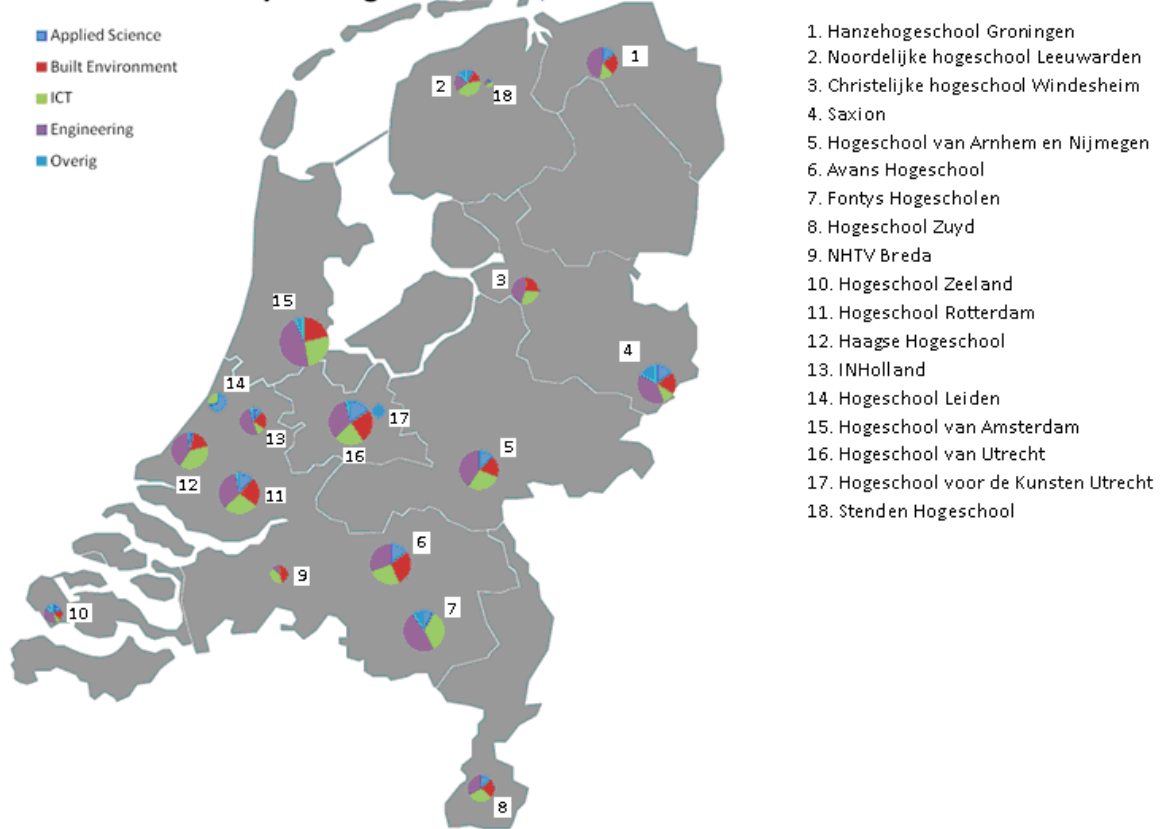 Applied Science
Built Environment
ICT
Engineering
Overig
1
2
18
3
15
4
14
17
13
16
5
12
11
6
9
7
10
8
1. Hanzehogeschool Groningen
2. Noordelijke hogeschool Leeuwarden
3. Christelijke hogeschool Windesheim
4. Saxion
5. Hogeschool van Arnhem en Nijmegen
6. Avans Hogeschool
7. Fontys Hogescholen
8. Hogeschool Zuyd
9. NHTV Breda
10. Hogeschool Zeeland
11. Hogeschool Rotterdam
12. Haagse Hogeschool
13. INHolland
14. Hogeschool Leiden
15. Hogeschool van Amsterdam
16. Hogeschool van Utrecht
17. Hogeschool voor de Kunsten Utrecht
18. Stenden Hogeschool